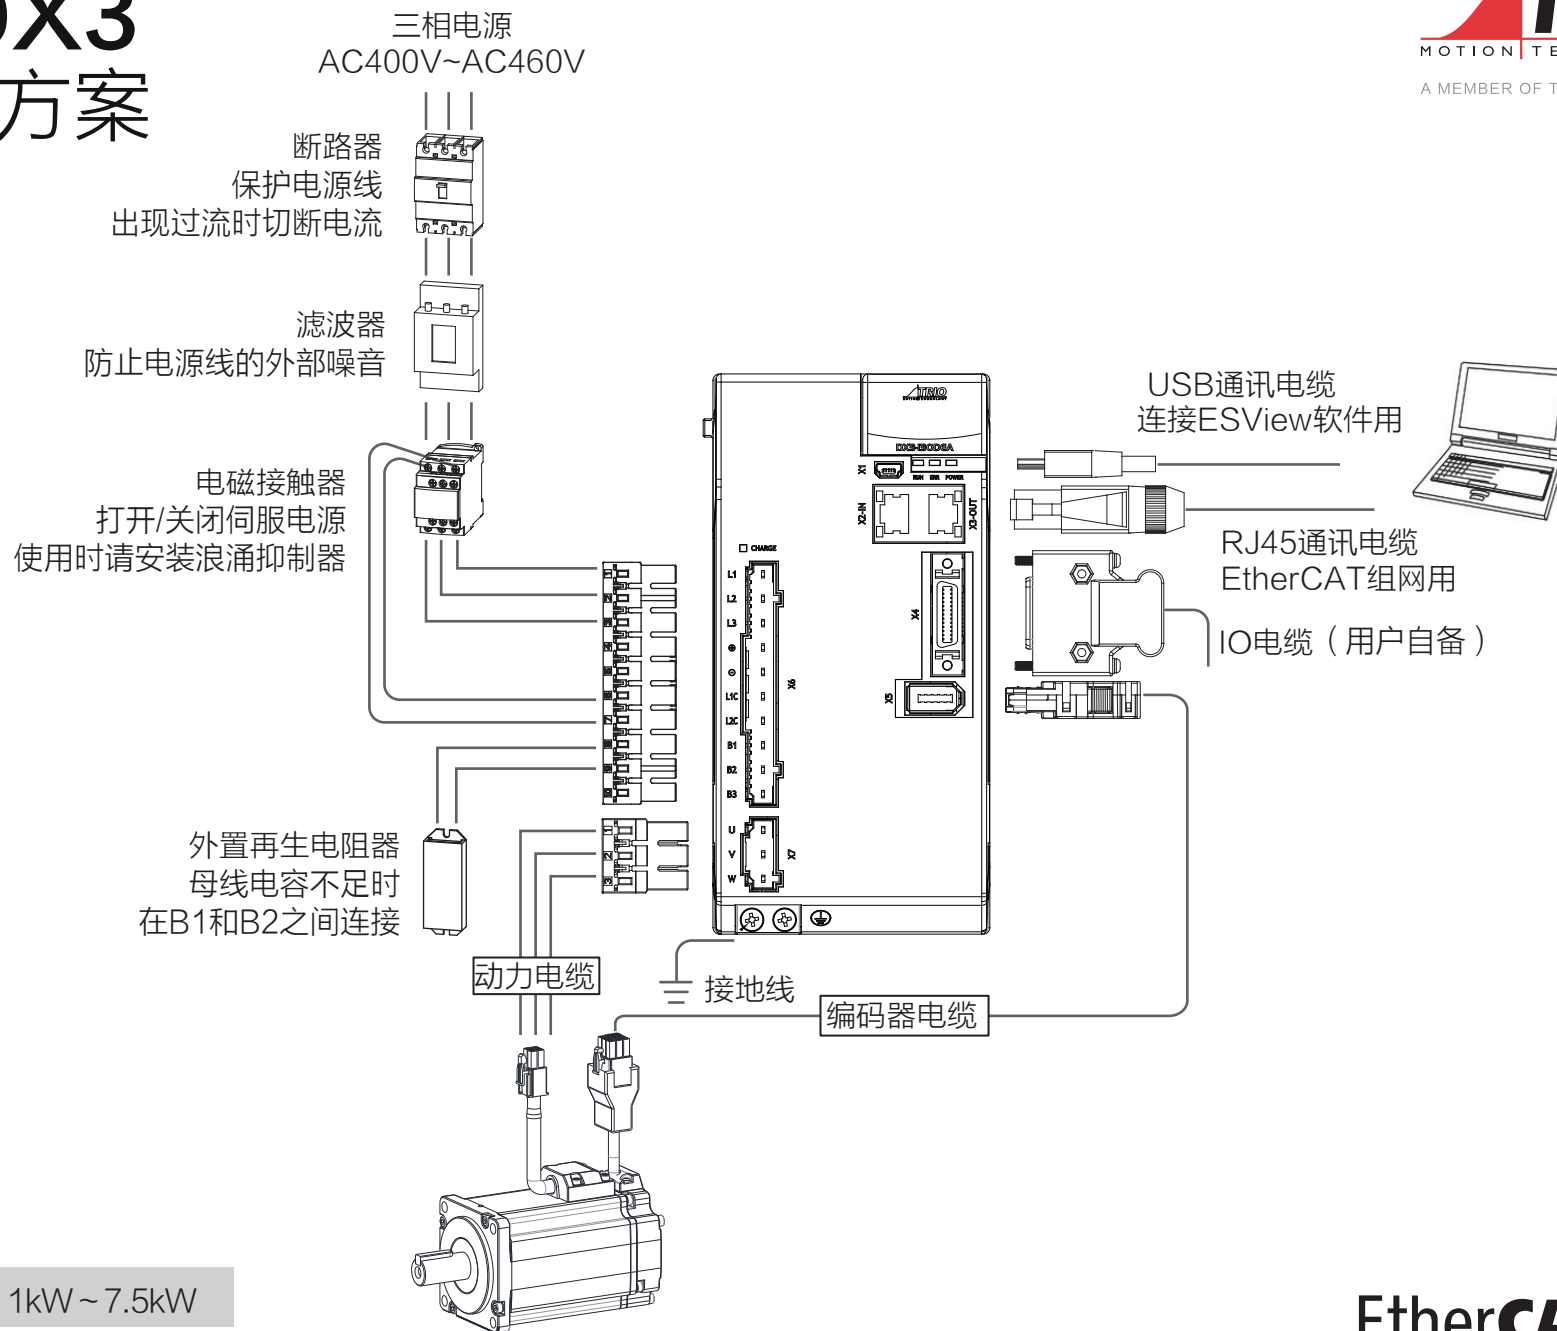 DX3
方案
三相电源
AC400V~AC460V
MOTION TE
A MEMBER OF T
断路器
保护电源线
出现过流时切断电流
滤波器
防止电源线的外部噪音
电磁接触器
打开/关闭伺服电源
使用时请安装浪涌抑制器
外置再生电阻器
母线电容不足时
在B1和B2之间连接
动力电缆
接地线
编码器电缆
TRIO
X1
RUN ERR POWER
X2-IN
X3-OUT
CHARGE
L1
L2
L3
⊕
⊖
L1C
L2C
B1
B2
B3
X6
X4
X5
U
V
W
X7
USB通讯电缆
连接ESView软件用
RJ45通讯电缆
EtherCAT组网用
IO电缆（用户自备）
1kW~7.5kW
EtherCA